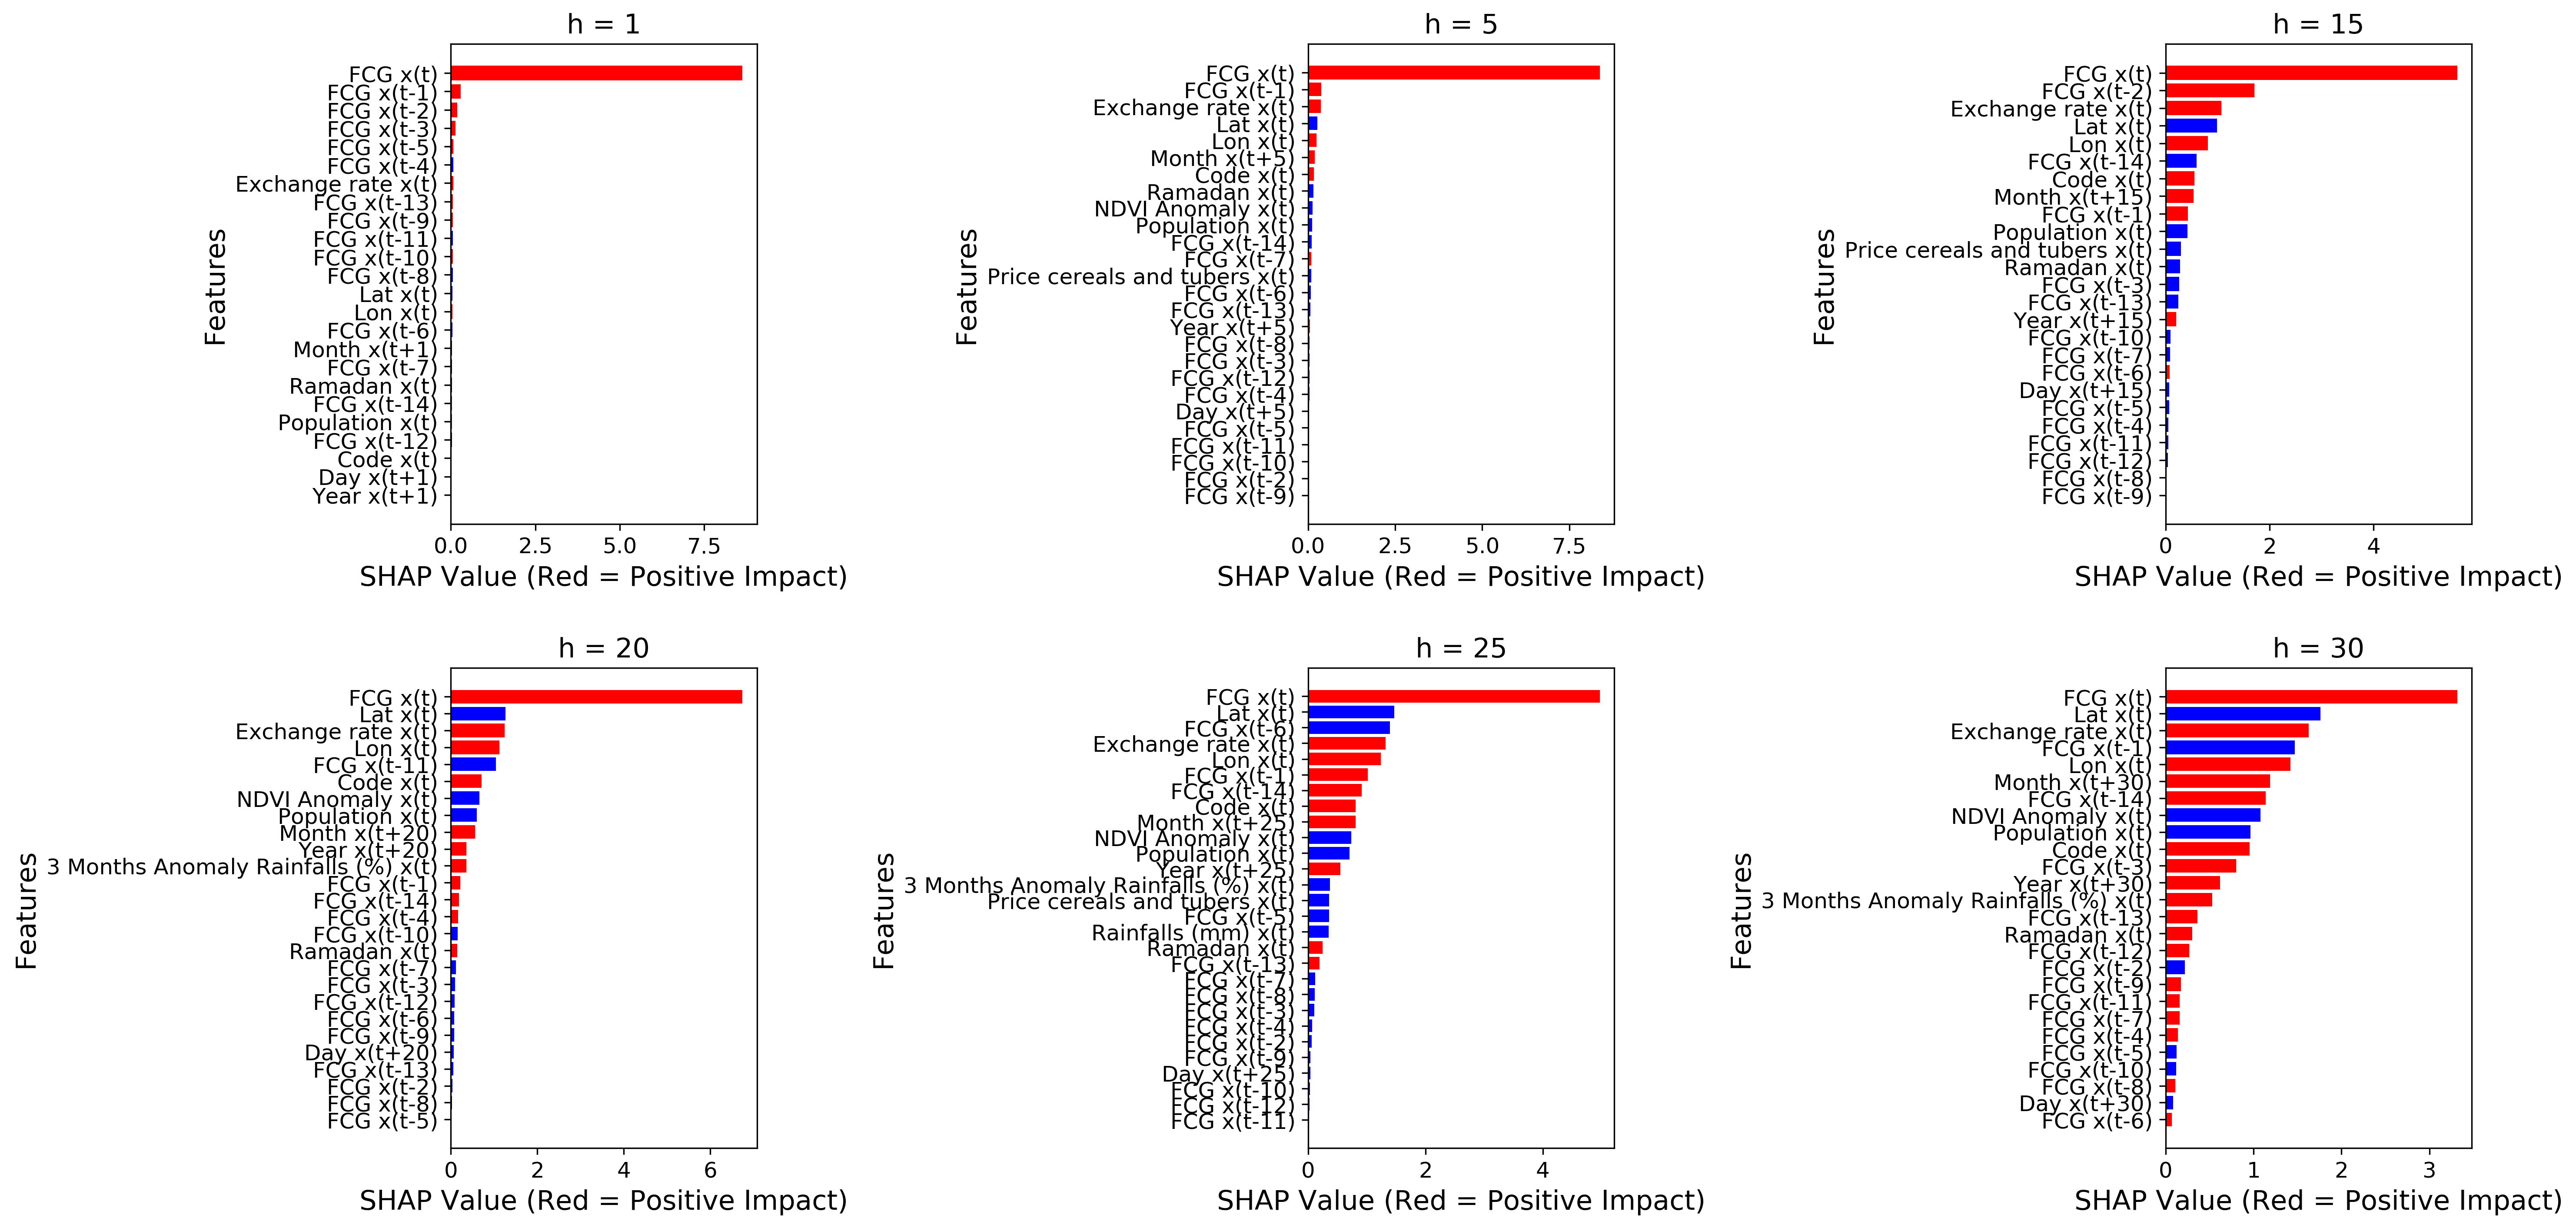 h = 1
FCG x(t)
FCG x(t-1)
FCG x(t-2)
FCG x(t-3)
FCG x(t-5)
FCG x(t-4)
Exchange rate x(t)
FCG x(t-13)
FCG x(t-9)
FCG x(t-11)
FCG x(t-10)
FCG x(t-8)
Lat x(t)
Lon x(t)
FCG x(t-6)
Month x(t+1)
FCG x(t-7)
Ramadan x(t)
FCG x(t-14)
Population x(t)
FCG x(t-12)
Code x(t)
Day x(t+1)
Year x(t+1)
Features
0.0 2.5 5.0 7.5
SHAP Value (Red = Positive Impact)
h = 5
FCG x(t)
FCG x(t-1)
Exchange rate x(t)
Lat x(t)
Lon x(t)
Month x(t+5)
Code x(t)
Ramadan x(t)
NDVI Anomaly x(t)
Population x(t)
FCG x(t-14)
FCG x(t-7)
Price cereals and tubers x(t)
FCG x(t-6)
FCG x(t-13)
Year x(t+5)
FCG x(t-8)
FCG x(t-3)
FCG x(t-12)
FCG x(t-4)
Day x(t+5)
FCG x(t-5)
FCG x(t-11)
FCG x(t-10)
FCG x(t-2)
FCG x(t-9)
Features
0.0 2.5 5.0 7.5
SHAP Value (Red = Positive Impact)
h = 15
FCG x(t)
FCG x(t-2)
Exchange rate x(t)
Lat x(t)
Lon x(t)
FCG x(t-14)
Code x(t)
Month x(t+15)
FCG x(t-1)
Population x(t)
Price cereals and tubers x(t)
Ramadan x(t)
FCG x(t-3)
FCG x(t-13)
Year x(t+15)
FCG x(t-10)
FCG x(t-7)
FCG x(t-6)
Day x(t+15)
FCG x(t-5)
FCG x(t-4)
FCG x(t-11)
FCG x(t-12)
FCG x(t-8)
FCG x(t-9)
Features
0 2 4
SHAP Value (Red = Positive Impact)
h = 20
FCG x(t)
Lat x(t)
Exchange rate x(t)
Lon x(t)
FCG x(t-11)
Code x(t)
NDVI Anomaly x(t)
Population x(t)
Month x(t+20)
Year x(t+20)
3 Months Anomaly Rainfalls (%) x(t)
FCG x(t-1)
FCG x(t-14)
FCG x(t-4)
FCG x(t-10)
Ramadan x(t)
FCG x(t-7)
FCG x(t-3)
FCG x(t-12)
FCG x(t-6)
FCG x(t-9)
Day x(t+20)
FCG x(t-13)
FCG x(t-2)
FCG x(t-8)
FCG x(t-5)
Features
0 2 4 6
SHAP Value (Red = Positive Impact)
h = 25
FCG x(t)
Lat x(t)
FCG x(t-6)
Exchange rate x(t)
Lon x(t)
FCG x(t-1)
FCG x(t-14)
Code x(t)
Month x(t+25)
NDVI Anomaly x(t)
Population x(t)
Year x(t+25)
3 Months Anomaly Rainfalls (%) x(t)
Price cereals and tubers x(t)
FCG x(t-5)
Rainfalls (mm) x(t)
Ramadan x(t)
FCG x(t-13)
FCG x(t-7)
FCG x(t-8)
FCG x(t-3)
FCG x(t-4)
FCG x(t-2)
FCG x(t-9)
Day x(t+25)
FCG x(t-10)
FCG x(t-12)
FCG x(t-11)
Features
0 2 4
SHAP Value (Red = Positive Impact)
h = 30
FCG x(t)
Lat x(t)
Exchange rate x(t)
FCG x(t-1)
Lon x(t)
Month x(t+30)
FCG x(t-14)
NDVI Anomaly x(t)
Population x(t)
Code x(t)
FCG x(t-3)
Year x(t+30)
3 Months Anomaly Rainfalls (%) x(t)
FCG x(t-13)
Ramadan x(t)
FCG x(t-12)
FCG x(t-2)
FCG x(t-9)
FCG x(t-11)
FCG x(t-7)
FCG x(t-4)
FCG x(t-5)
FCG x(t-10)
FCG x(t-8)
Day x(t+30)
FCG x(t-6)
Features
0 1 2 3
SHAP Value (Red = Positive Impact)